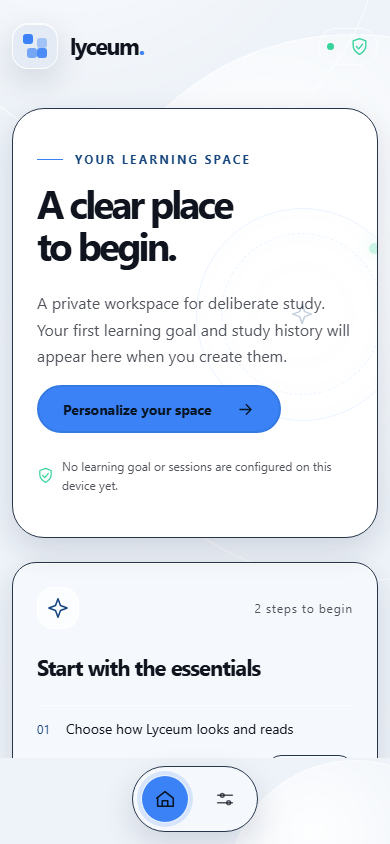 lyceum.
YOUR LEARNING SPACE
A clear place
to begin.
A private workspace for deliberate study.
Your first learning goal and study history will
appear here when you create them.
Personalize your space
No learning goal or sessions are configured on this
device yet.
2 steps to begin
Start with the essentials
01 Choose how Lyceum looks and reads